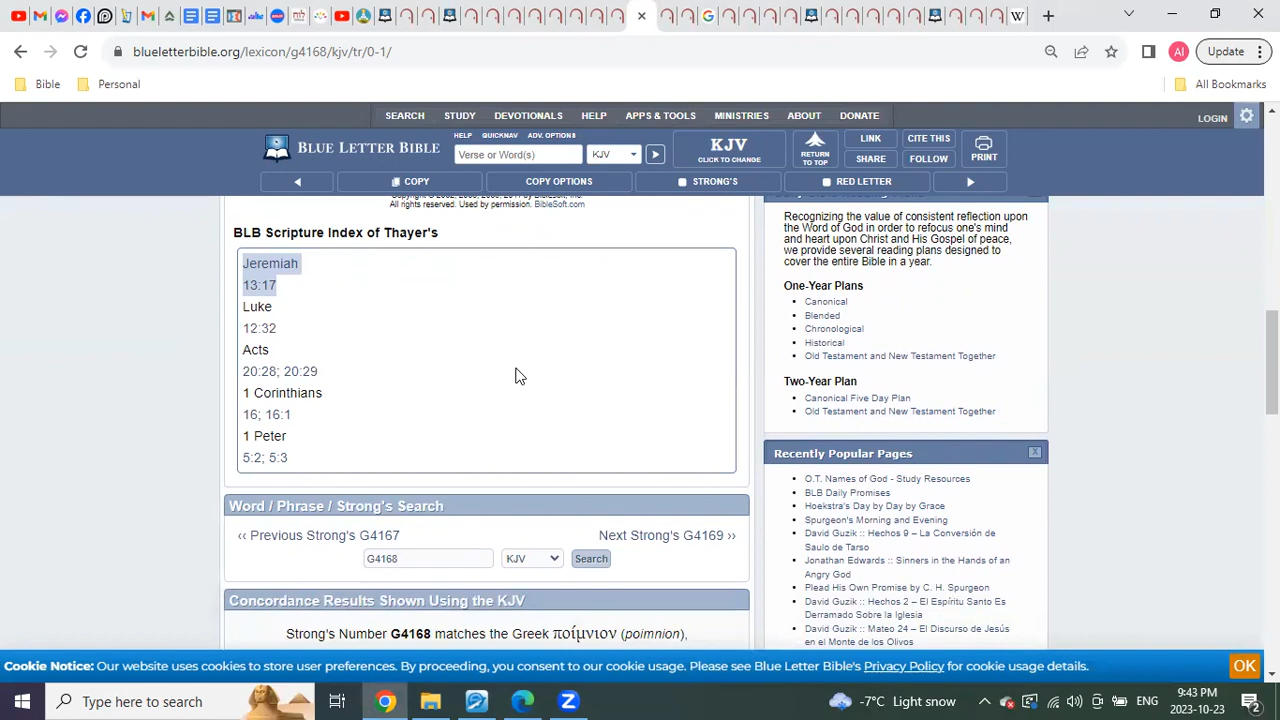 blueletterbible.org/lexicon/g4168/kjv/tr/0-1/
AI
Update
Bible
Personal
All Bookmarks
SEARCH STUDY DEVOTIONALS HELP APPS & TOOLS MINISTRIES ABOUT DONATE
LOGIN
BLUE LETTER BIBLE
HELP QUICKNAV ADV. OPTIONS
Verse or Word(s)
KJV
KJV
CLICK TO CHANGE
RETURN
TO TOP
LINK
SHARE
CITE THIS
FOLLOW
PRINT
COPY
COPY OPTIONS
STRONG'S
RED LETTER
All rights reserved. Used by permission. BibleSoft.com
BLB Scripture Index of Thayer's
Jeremiah
13:17
Luke
12:32
Acts
20:28; 20:29
1 Corinthians
16; 16:1
1 Peter
5:2; 5:3
Word / Phrase / Strong's Search
‹‹ Previous Strong's G4167
Next Strong's G4169 ››
G4168
KJV
Search
Concordance Results Shown Using the KJV
Strong's Number G4168 matches the Greek ποίμνιον (poimnion),
Recognizing the value of consistent reflection upon
the Word of God in order to refocus one's mind
and heart upon Christ and His Gospel of peace,
we provide several reading plans designed to
cover the entire Bible in a year.
One-Year Plans
Canonical
Blended
Chronological
Historical
Old Testament and New Testament Together
Two-Year Plan
Canonical Five Day Plan
Old Testament and New Testament Together
Recently Popular Pages
X
O.T. Names of God - Study Resources
BLB Daily Promises
Hoekstra's Day by Day by Grace
Spurgeon's Morning and Evening
David Guzik :: Hechos 9 – La Conversión de
Saulo de Tarso
Jonathan Edwards :: Sinners in the Hands of an
Angry God
Plead His Own Promise by C. H. Spurgeon
David Guzik :: Hechos 2 – El Espíritu Santo Es
Derramado Sobre la Iglesia
David Guzik :: Mateo 24 – El Discurso de Jesús
en el Monte de los Olivos
Cookie Notice: Our website uses cookies to store user preferences. By proceeding, you consent to our cookie usage. Please see Blue Letter Bible's Privacy Policy for cookie usage details.
OK
Type here to search
-7°C Light snow
ENG
9:43 PM
2023-10-23
2